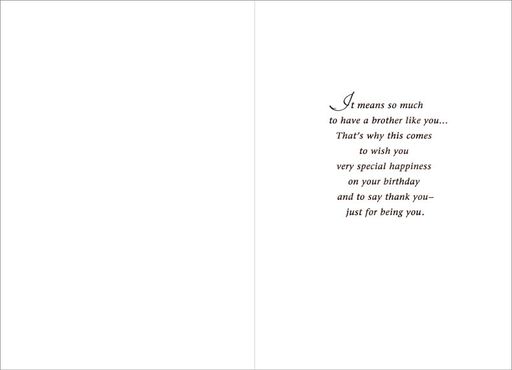 It means so much
to have a brother like you...
That's why this comes
to wish you
very special happiness
on your birthday
and to say thank you–
just for being you.